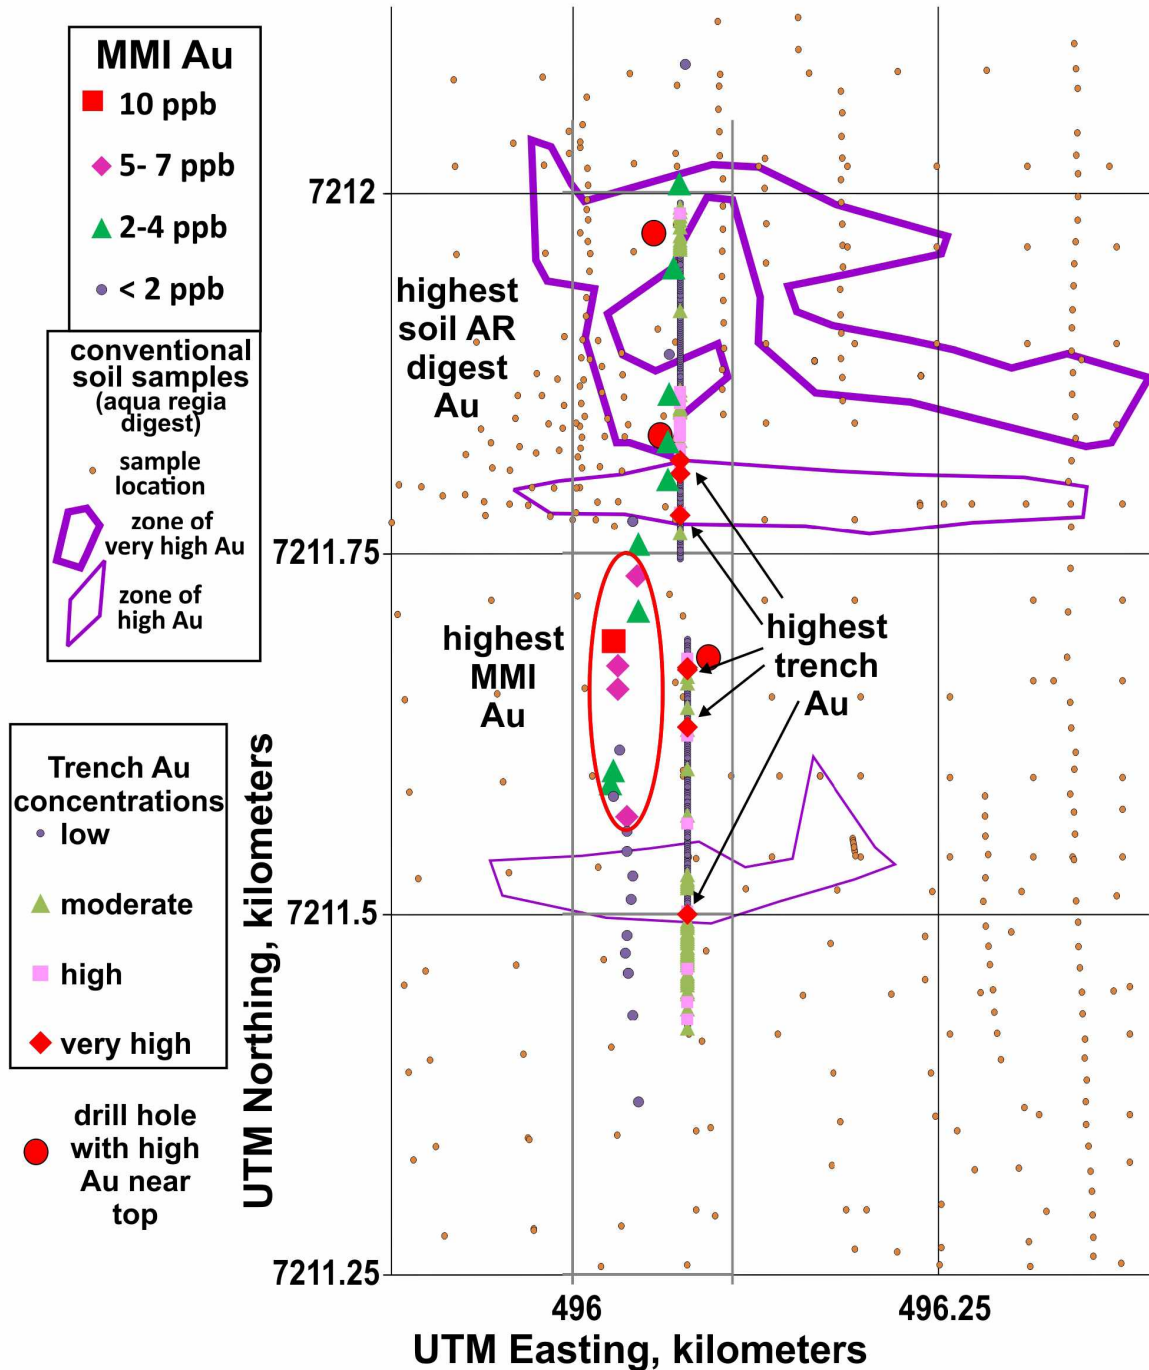 MMI Au
10 ppb
5- 7 ppb
2-4 ppb
< 2 ppb
conventional
soil samples
(aqua regia
digest)
sample
location
zone of
very high Au
zone of
high Au
Trench Au
concentrations
low
moderate
high
very high
drill hole
with high
Au near
top
highest
soil AR
digest
Au
highest
MMI
Au
highest
trench
Au
UTM Northing, kilometers
7212
7211.75
7211.5
7211.25
496
496.25
UTM Easting, kilometers